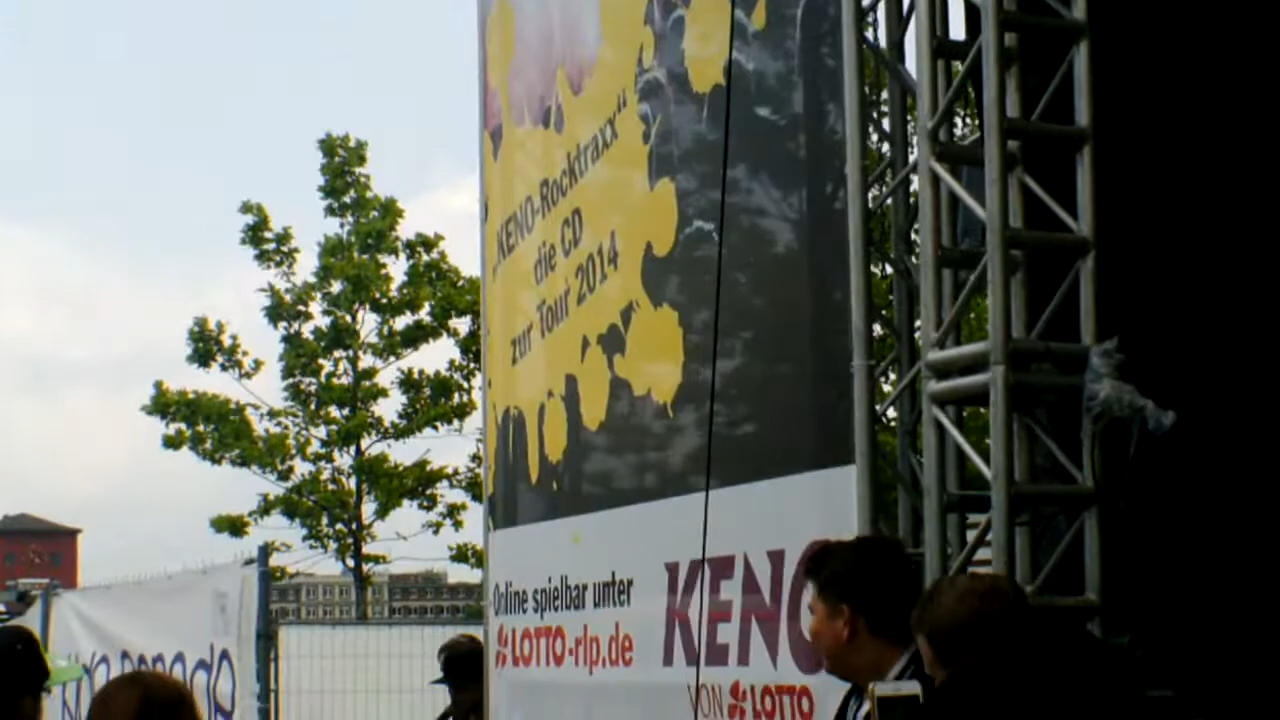 „KENO-Rocktraxx“
die CD
zur Tour 2014
Online spielbar unter
LOTTO-rlp.de
KENO
VON LOTTO